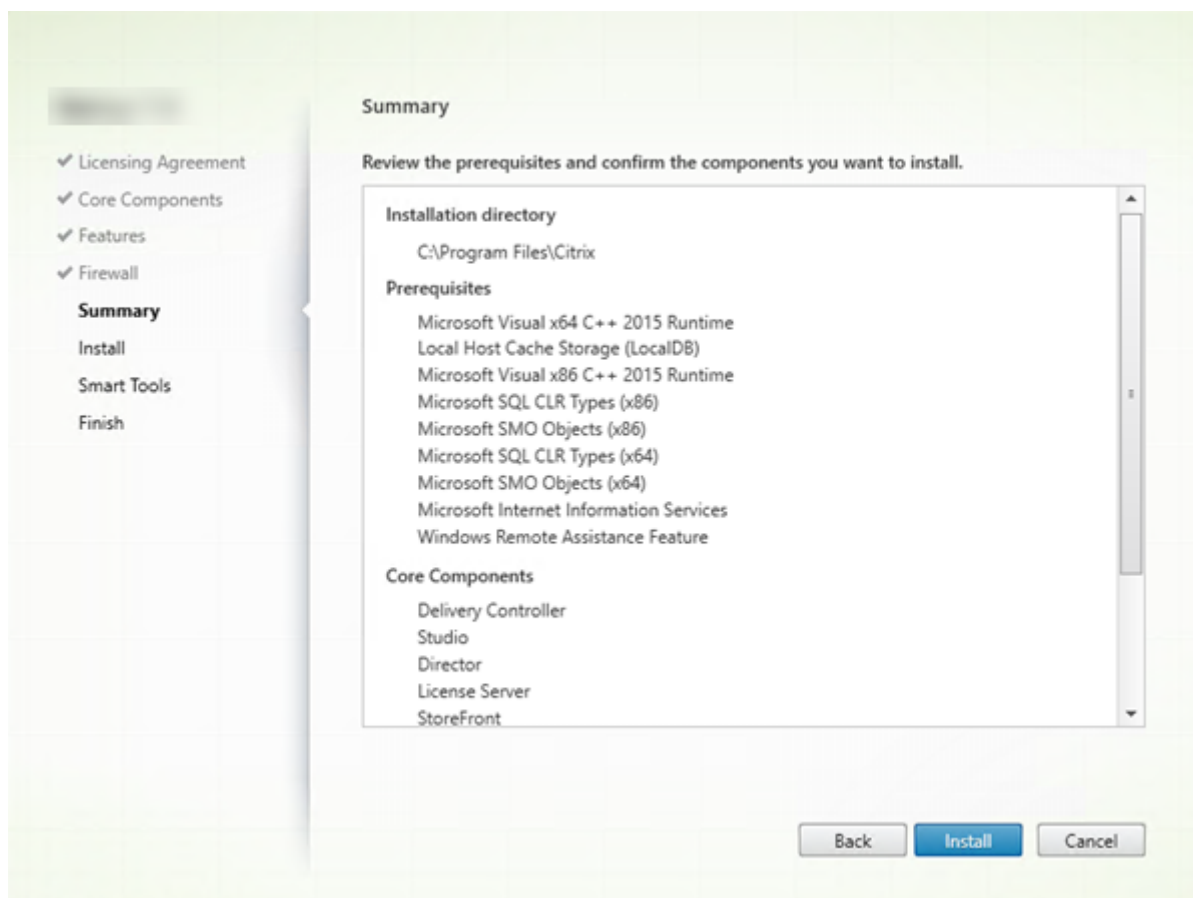 Licensing Agreement
Core Components
Features
Firewall
Summary
Install
Smart Tools
Finish
Summary
Review the prerequisites and confirm the components you want to install.
Installation directory
C:\Program Files\Citrix
Prerequisites
Microsoft Visual x64 C++ 2015 Runtime
Local Host Cache Storage (LocalDB)
Microsoft Visual x86 C++ 2015 Runtime
Microsoft SQL CLR Types (x86)
Microsoft SMO Objects (x86)
Microsoft SQL CLR Types (x64)
Microsoft SMO Objects (x64)
Microsoft Internet Information Services
Windows Remote Assistance Feature
Core Components
Delivery Controller
Studio
Director
License Server
StoreFront
Back
Install
Cancel